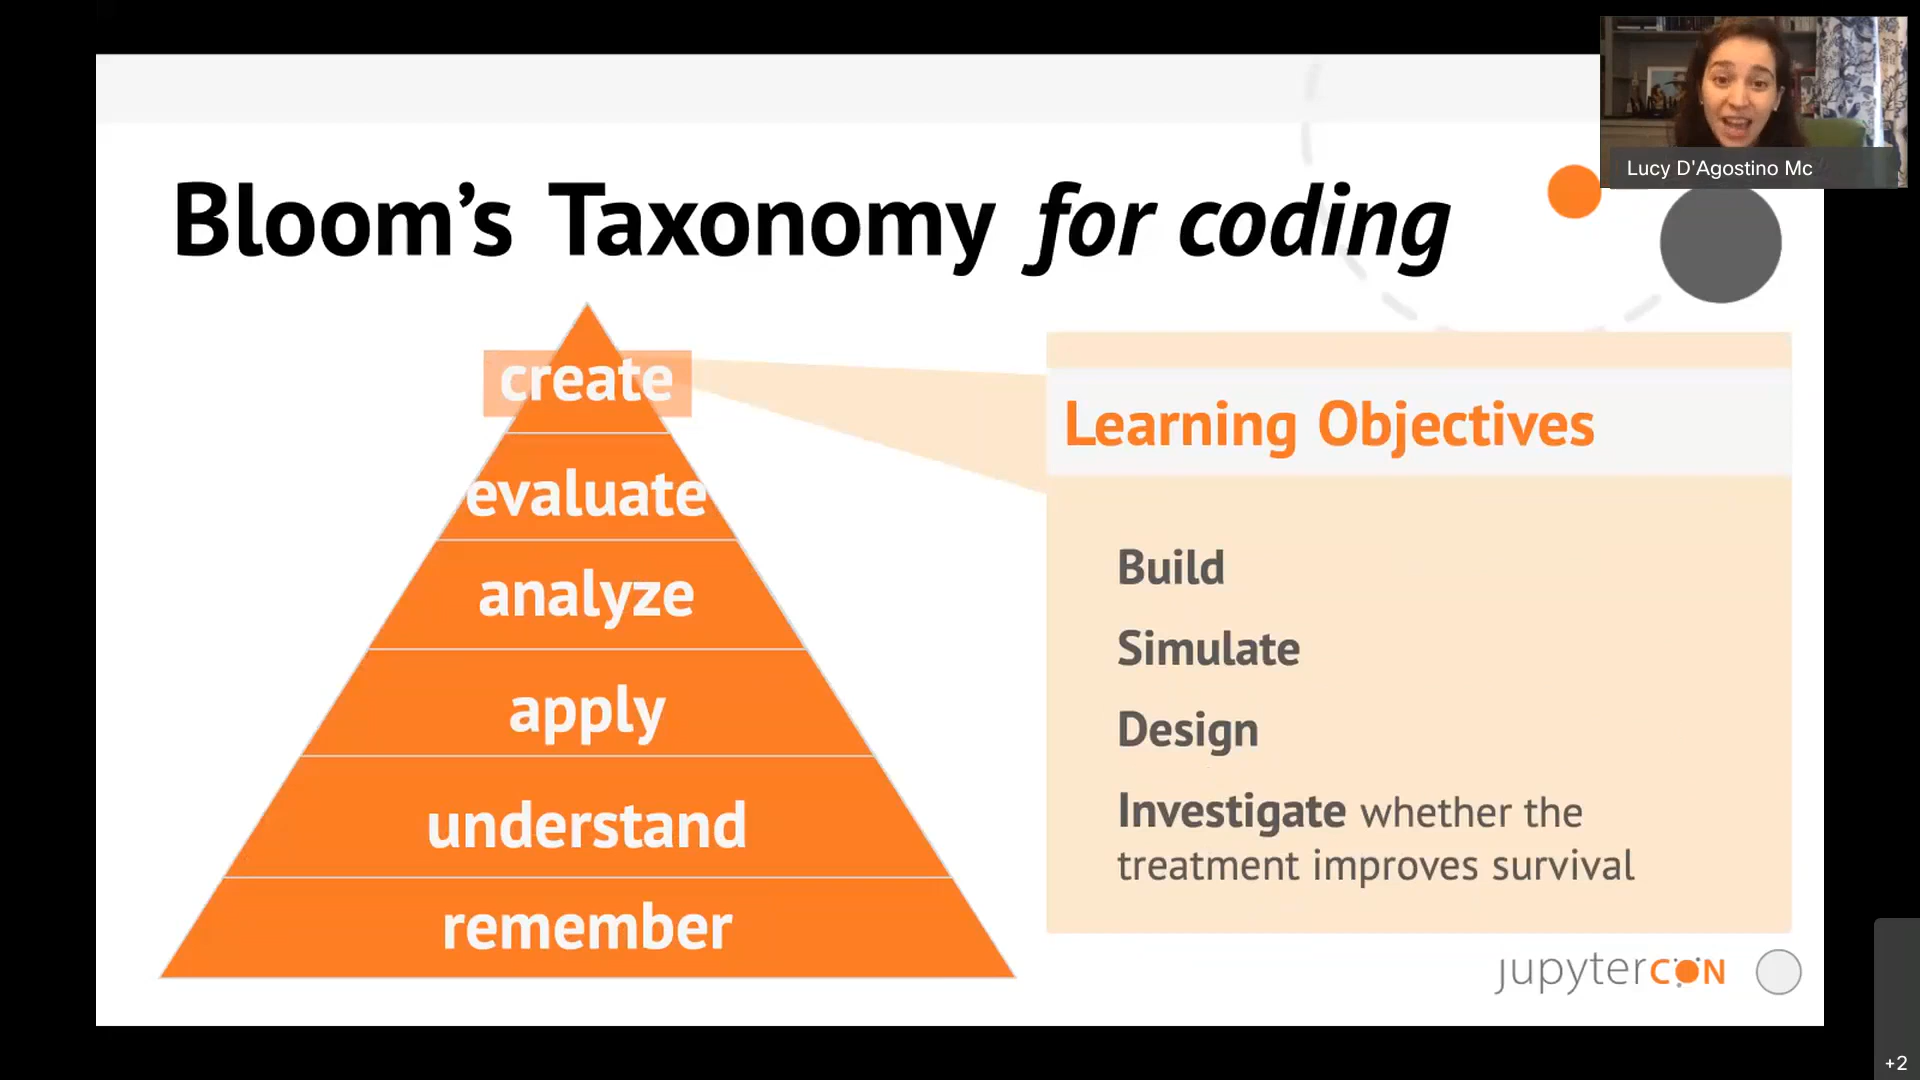 Lucy D'Agostino Mc
Bloom's Taxonomy for coding
create
evaluate
analyze
apply
understand
remember
Learning Objectives
Build
Simulate
Design
Investigate whether the
treatment improves survival
jupyterCON
+2